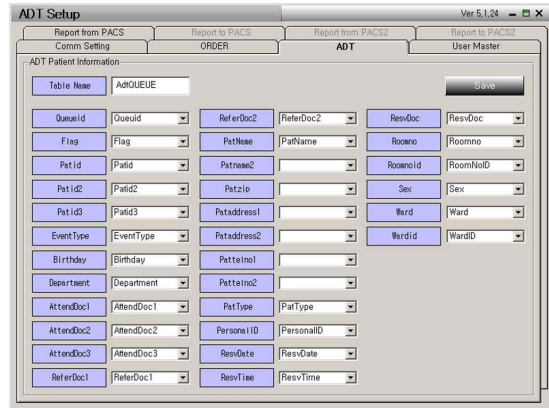 ADT Setup Ver 5,1,24
Report from PACS Report to PACS Report from PACS2 Report to PACS2
Comm Setting ORDER ADT User Master
ADT Patient Information
Table Name AdtQUEUE Save
Queueid Queuid ReferDoc2 ReferDoc2 ResvDoc ResvDoc
Flag Flag PatName PatName Roomno Roomno
Patid Patid Patname2 Roomnoid RoomNoID
Patid2 Patid2 Patzip Sex Sex
Patid3 Patid3 Pataddress1 Ward Ward
EventType EventType Pataddress2 Wardid WardID
Birthday Birthday Pattelno1
Department Department Pattelno2
AttendDoc1 AttendDoc1 PatType PatType
AttendDoc2 AttendDoc2 PersonalID PersonalID
AttendDoc3 AttendDoc3 ResvDate ResvDate
ReferDoc1 ReferDoc1 ResvTime ResvTime